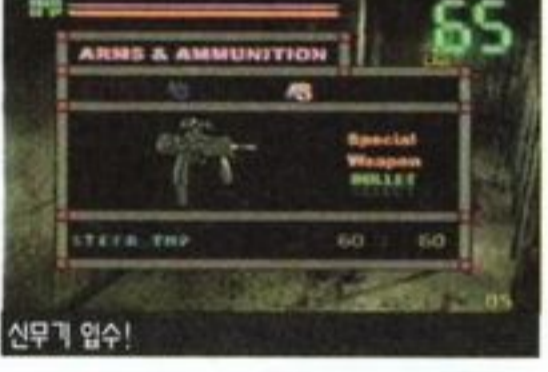 65
ARMS & AMMUNITION
Special
Weapon
BULLET
STEYR TMP 60 : 60
05
신무기 입수!